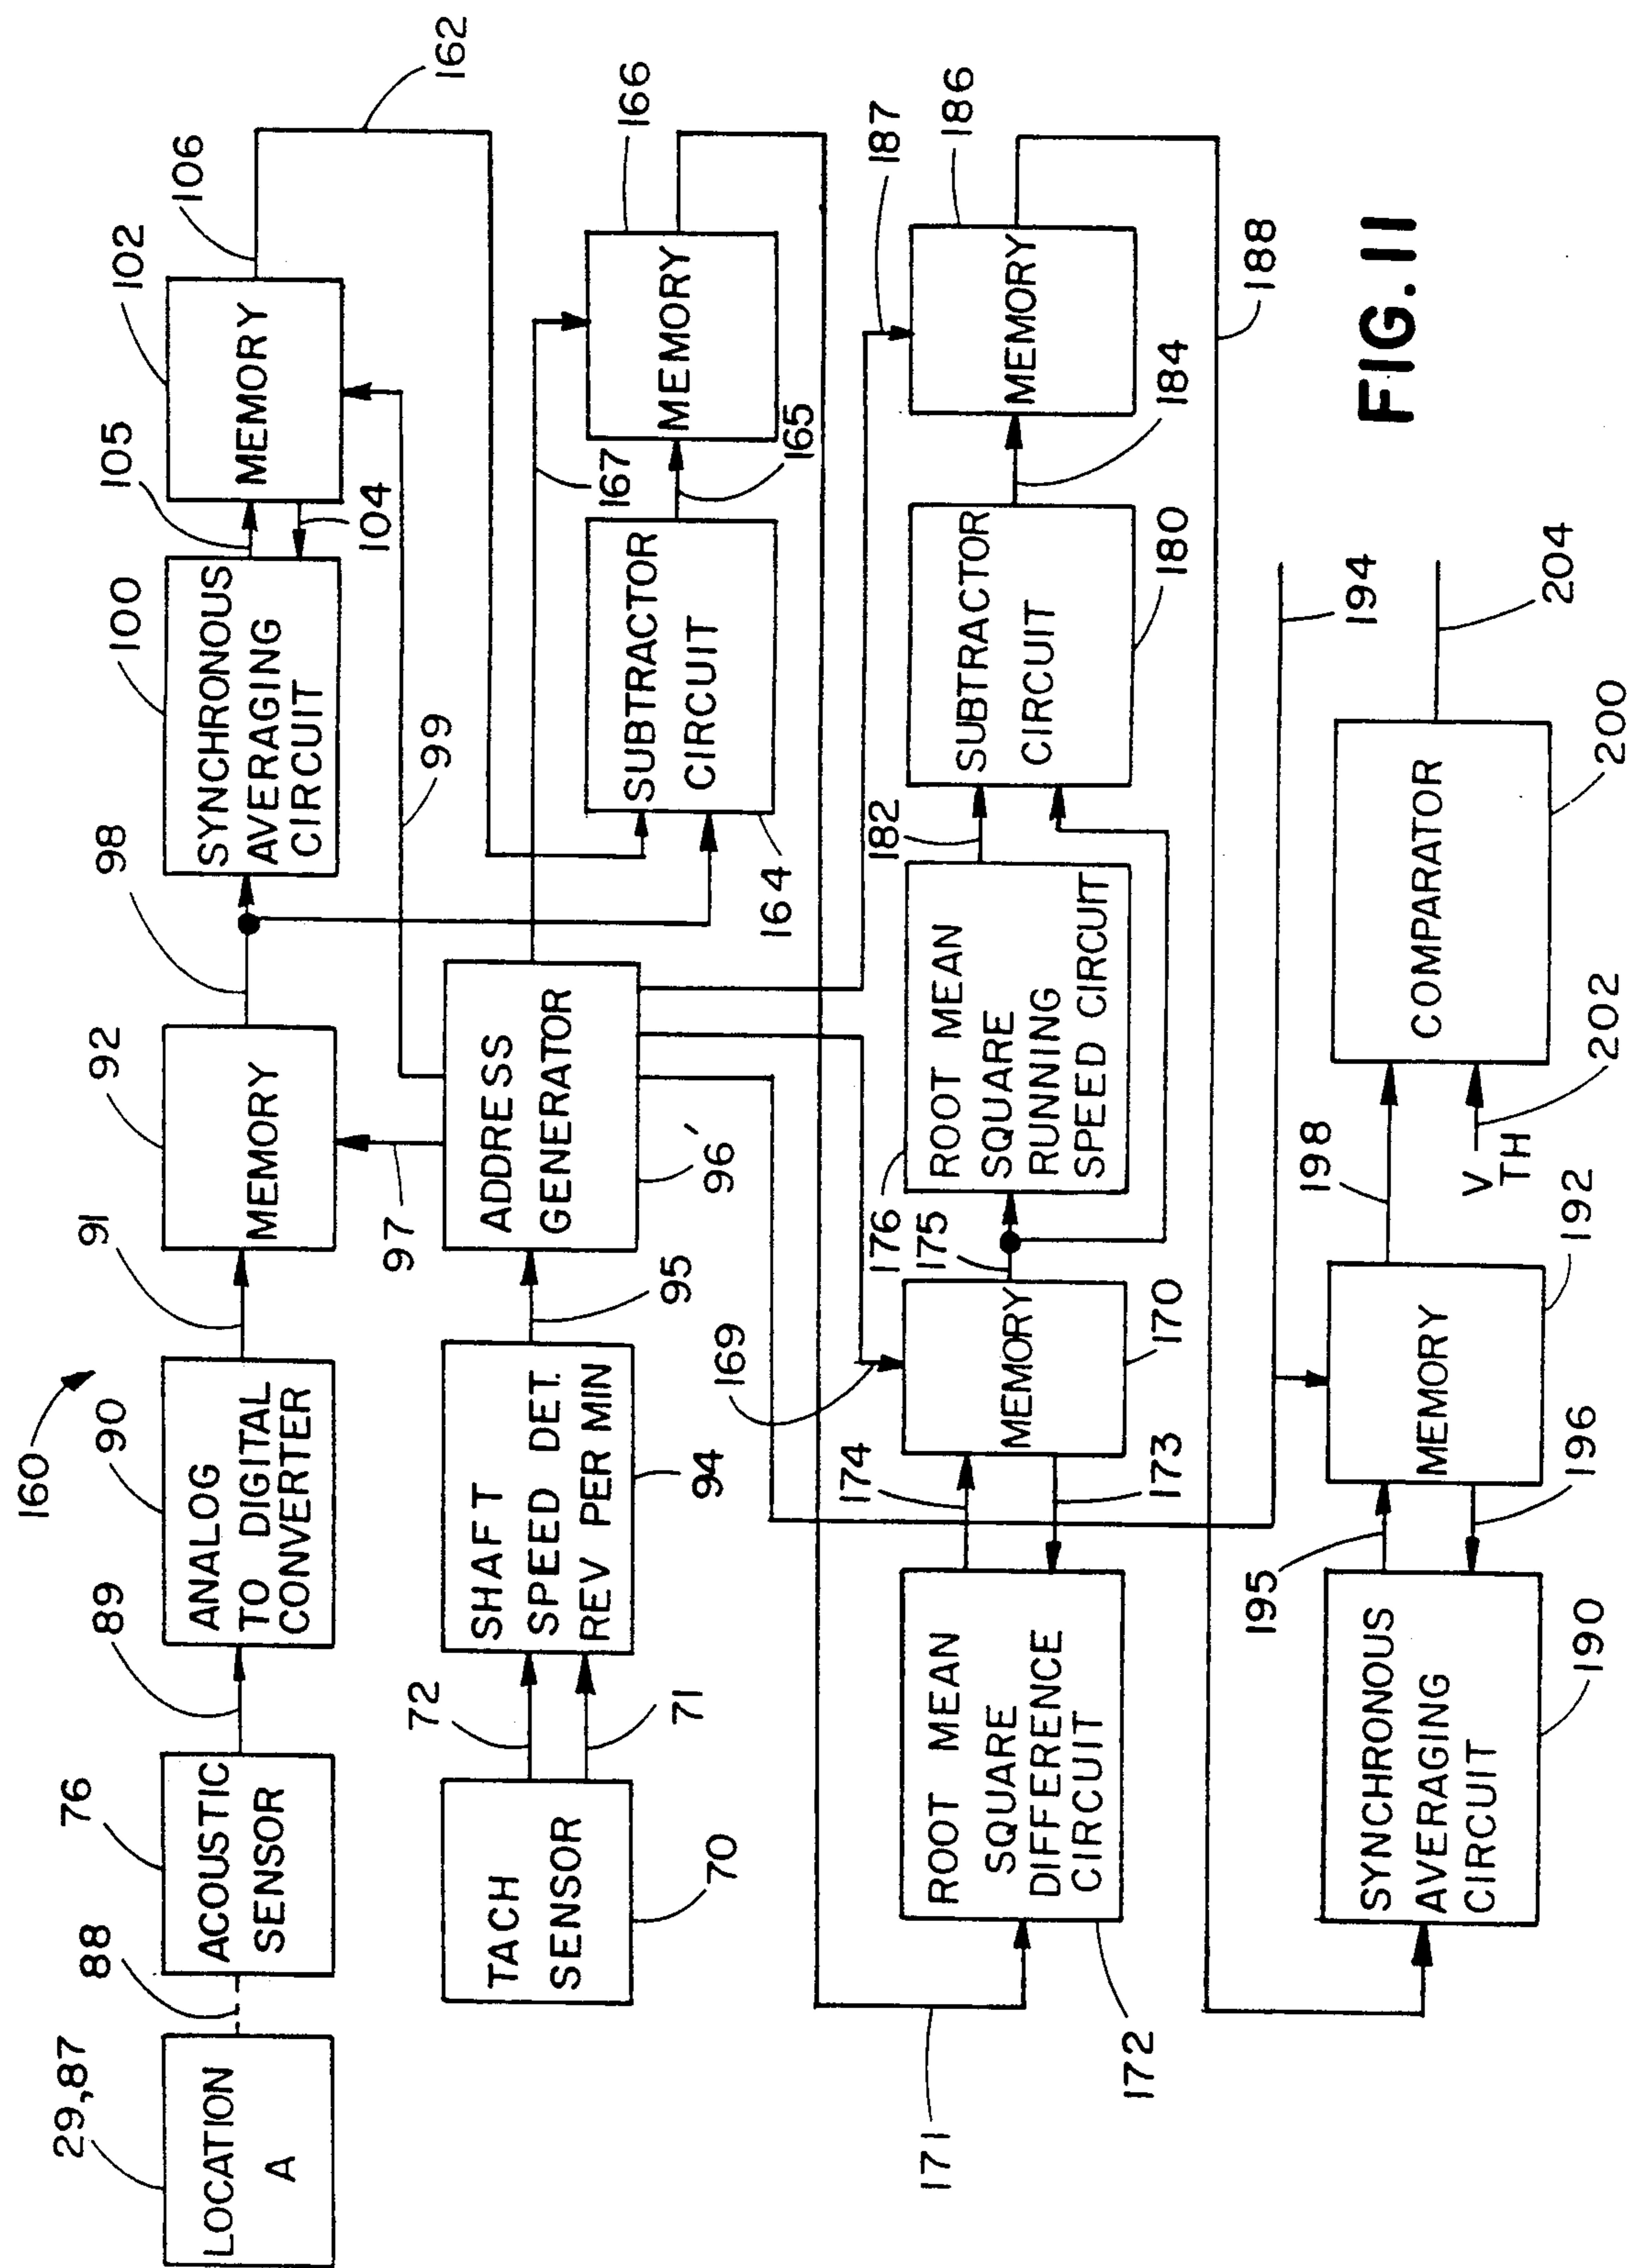 160
29,87
LOCATION
A
88
76
ACOUSTIC
SENSOR
89
90
ANALOG
TO DIGITAL
CONVERTER
91
92
MEMORY
98
100
SYNCHRONOUS
AVERAGING
CIRCUIT
105
104
102
MEMORY
106
162
97
99
TACH
SENSOR
70
72
71
SHAFT
SPEED DET.
REV PER MIN
94
95
ADDRESS
GENERATOR
96'
167
SUBTRACTOR
CIRCUIT
164
165
MEMORY
166
171
ROOT MEAN
SQUARE
DIFFERENCE
CIRCUIT
172
174
173
169
MEMORY
170
175
176
ROOT MEAN
SQUARE
RUNNING
SPEED CIRCUIT
182
SUBTRACTOR
CIRCUIT
180
184
187
MEMORY
186
188
194
SYNCHRONOUS
AVERAGING
CIRCUIT
190
195
196
MEMORY
192
198
V
TH
202
COMPARATOR
200
204
FIG. 11